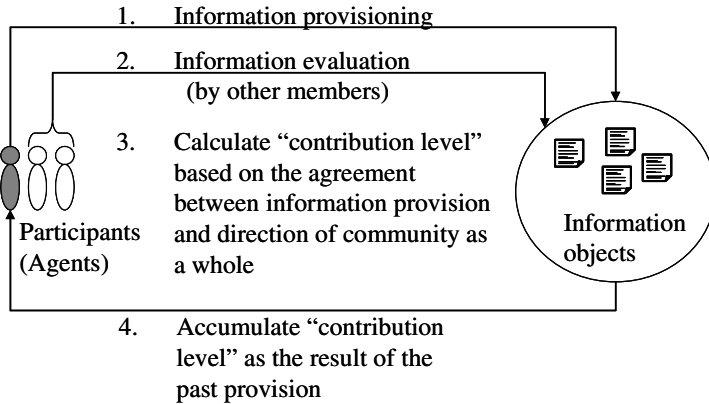 1. Information provisioning
2. Information evaluation
(by other members)
3. Calculate “contribution level”
based on the agreement
between information provision
and direction of community as
a whole
Participants
(Agents)
Information
objects
4. Accumulate “contribution
level” as the result of the
past provision